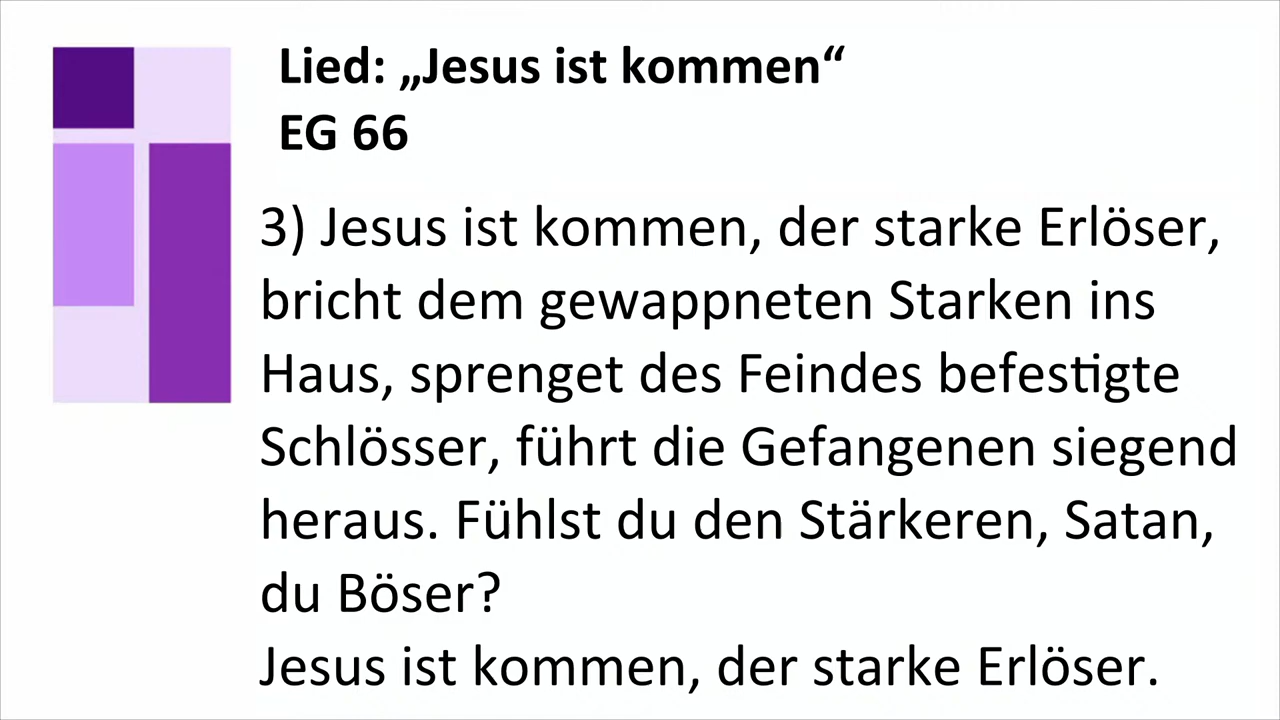 Lied: „Jesus ist kommen“
EG 66
3) Jesus ist kommen, der starke Erlöser,
bricht dem gewappneten Starken ins
Haus, sprenget des Feindes befestigte
Schlösser, führt die Gefangenen siegend
heraus. Fühlst du den Stärkeren, Satan,
du Böser?
Jesus ist kommen, der starke Erlöser.